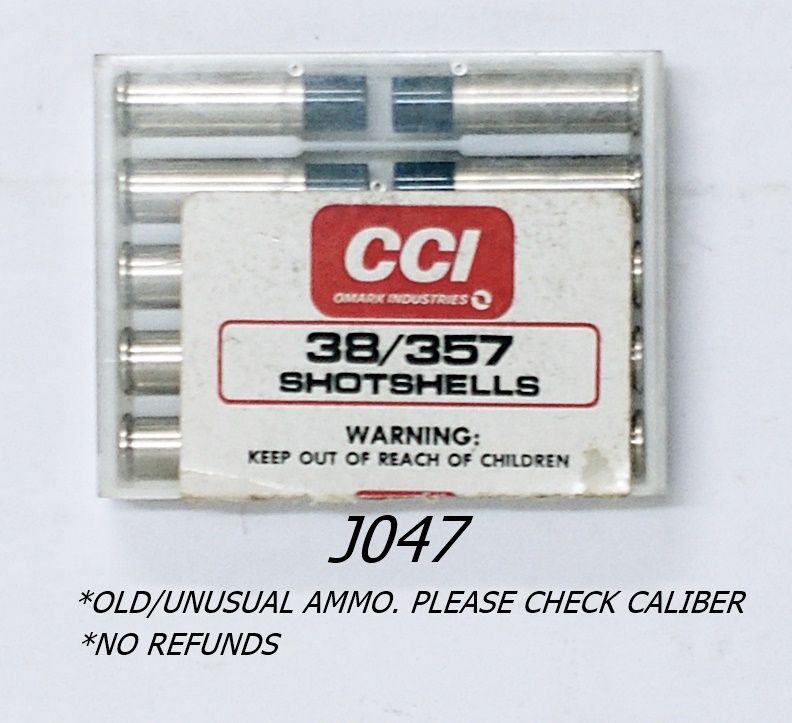 CCI
OMARK INDUSTRIES
38/357
SHOTSHELLS
WARNING:
KEEP OUT OF REACH OF CHILDREN
J047
*OLD/UNUSUAL AMMO. PLEASE CHECK CALIBER
*NO REFUNDS